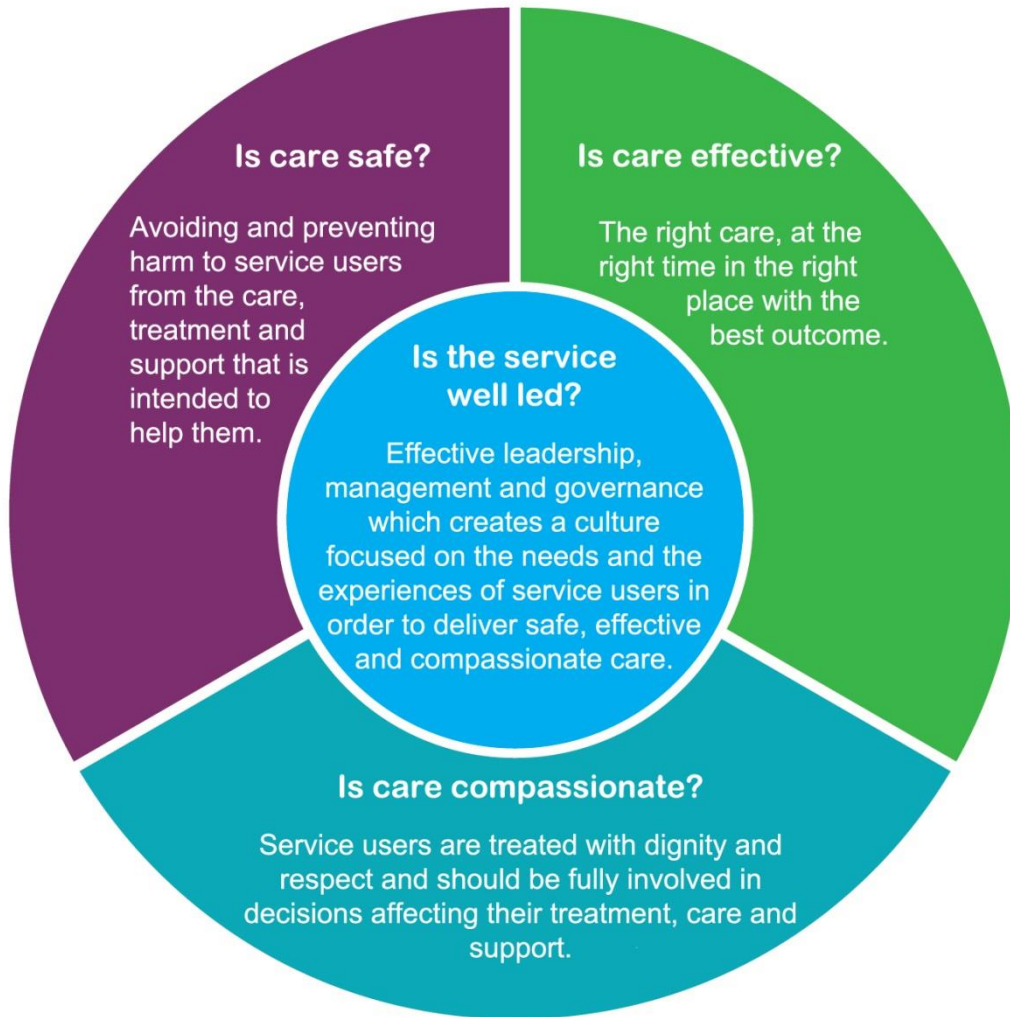 Is care safe?
Avoiding and preventing
harm to service users
from the care,
treatment and
support that is
intended to
help them.
Is care effective?
The right care, at the
right time in the right
place with the
best outcome.
Is the service
well led?
Effective leadership,
management and governance
which creates a culture
focused on the needs and the
experiences of service users in
order to deliver safe, effective
and compassionate care.
Is care compassionate?
Service users are treated with dignity and
respect and should be fully involved in
decisions affecting their treatment, care and
support.